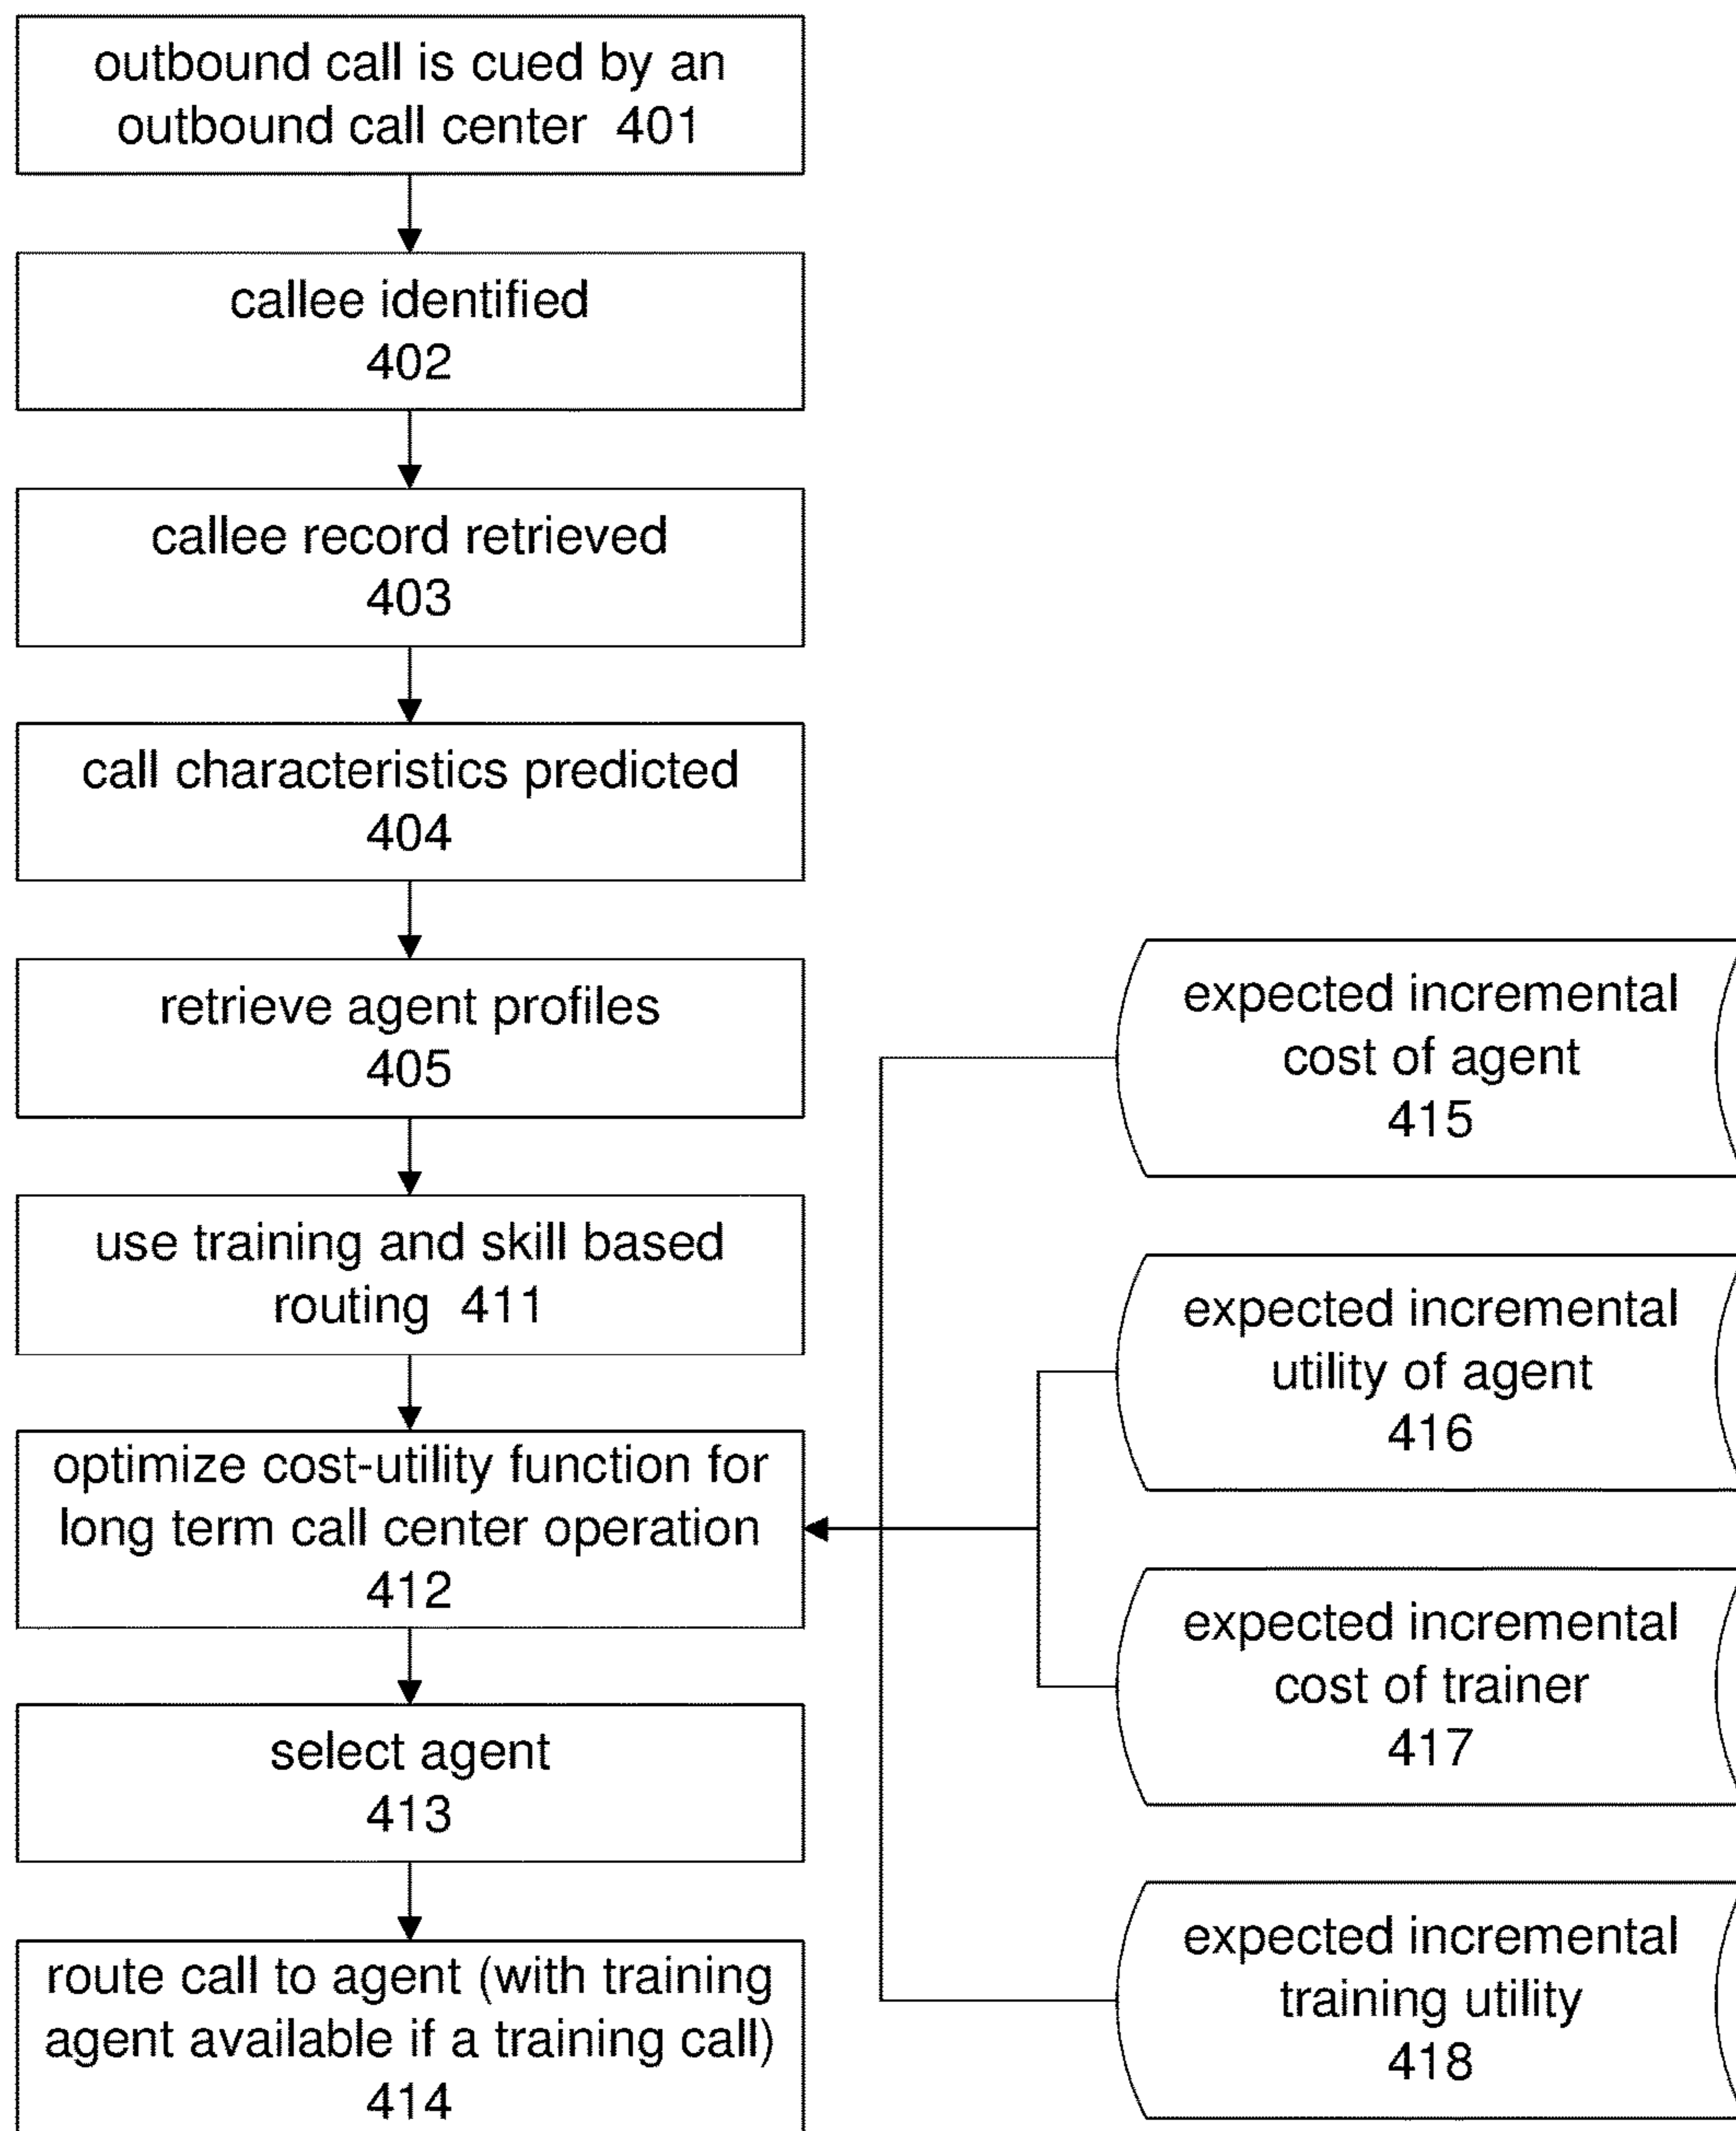 outbound call is cued by an
outbound call center 401
callee identified
402
callee record retrieved
403
call characteristics predicted
404
retrieve agent profiles
405
use training and skill based
routing 411
optimize cost-utility function for
long term call center operation
412
select agent
413
route call to agent (with training
agent available if a training call)
414
expected incremental
cost of agent
415
expected incremental
utility of agent
416
expected incremental
cost of trainer
417
expected incremental
training utility
418